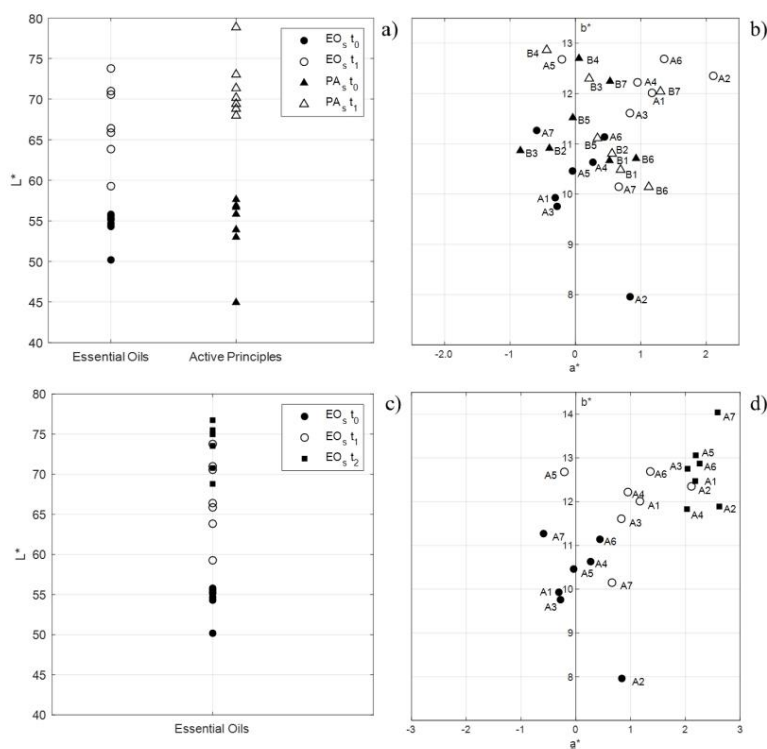 a)
80
75
70
65
60
55
50
45
40
L*
EOs t0
EOs t1
PAs t0
PAs t1
Essential Oils
Active Principles
b)
b*
13
12
11
10
9
8
-2.0
-1
0
1
2
3
a*
B4
A5
B4
A6
A2
B3
B7
A4
B7
A1
A3
B5
A7
A6
B5
B3
B2
B2
B1
B6
A4
A5
B1
A7
B6
A1
A3
A2
c)
80
75
70
65
60
55
50
45
40
L*
EOs t0
EOs t1
EOs t2
Essential Oils
d)
b*
14
13
12
11
10
9
8
-3
-2
-1
0
1
2
3
a*
A7
A5
A5
A6
A3
A6
A1
A2
A4
A1
A4
A2
A3
A7
A6
A4
A5
A7
A1
A3
A2